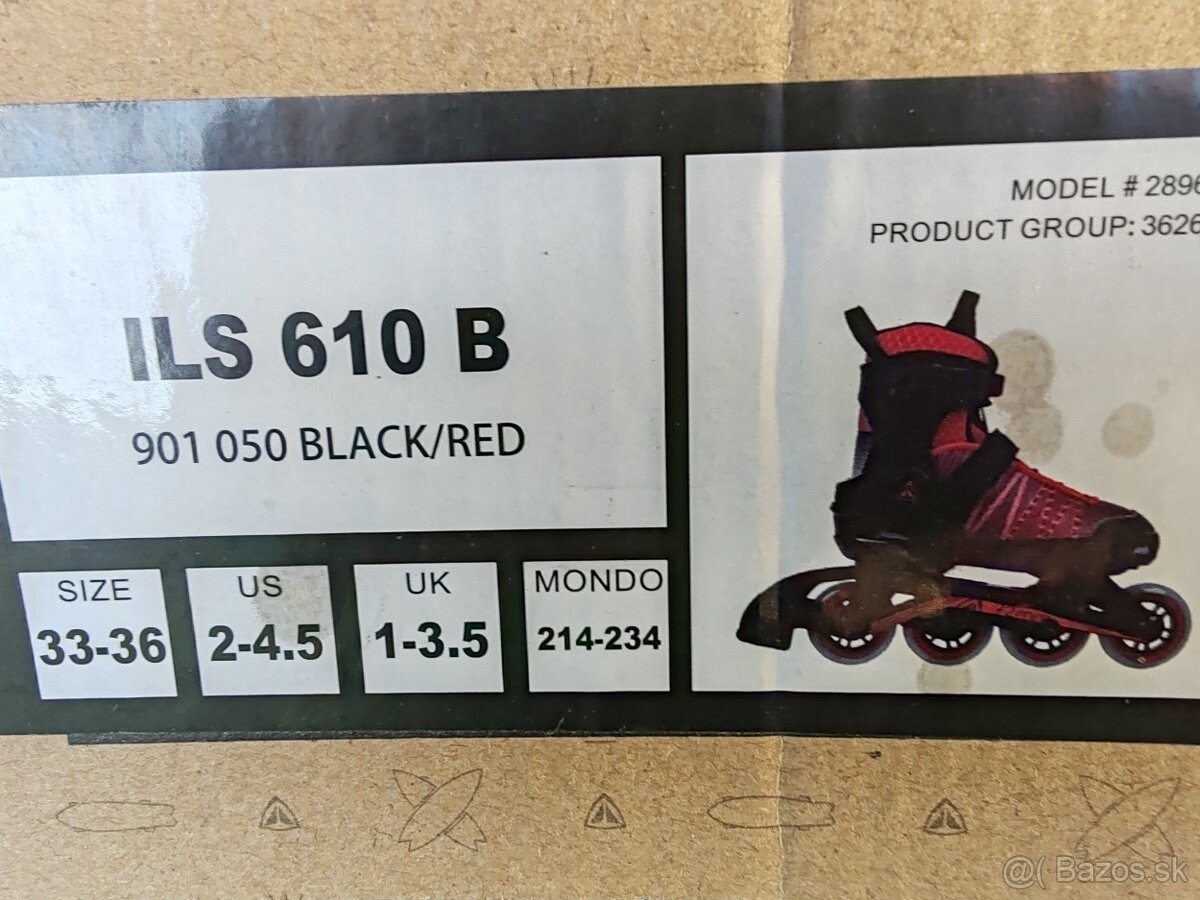 ILS 610 B
901 050 BLACK/RED
SIZE
33-36
US
2-4.5
UK
1-3.5
MONDO
214-234
MODEL # 2896
PRODUCT GROUP: 3626
@( Bazos.sk